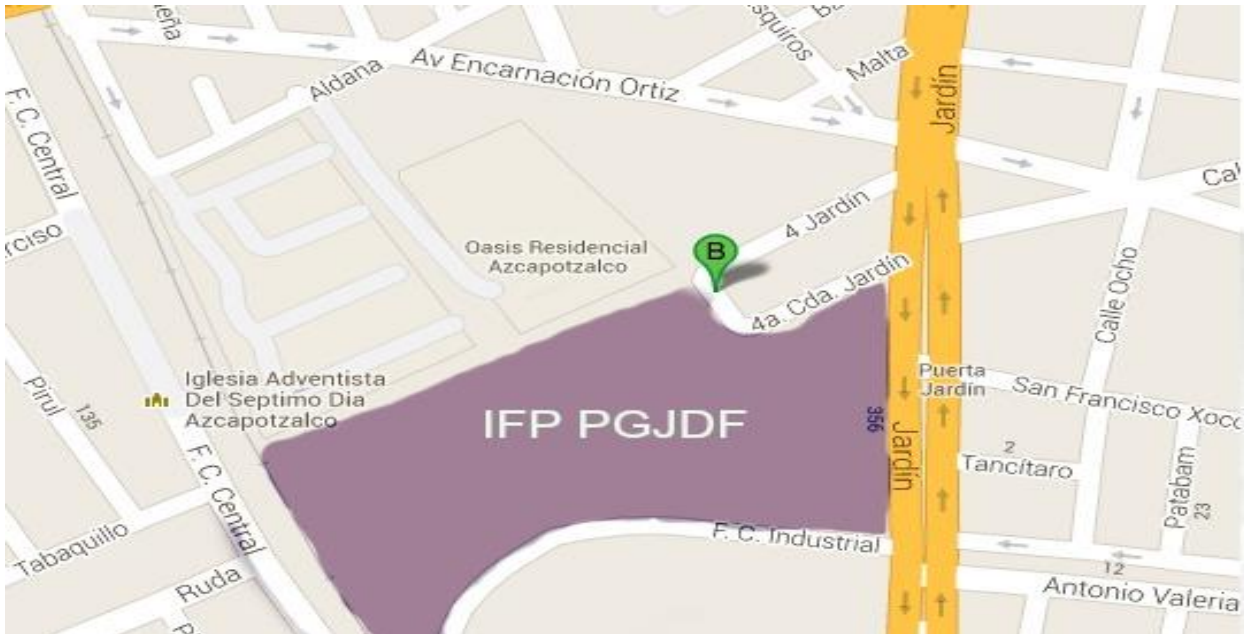 Av Encarnación Ortiz
Malta
Jardín
Aldana
F. C. Central
4 Jardín
Oasis Residencial
Azcapotzalco
B
4a. Cda. Jardín
Calle Ocho
Iglesia Adventista
Del Septimo Dia
Azcapotzalco
Pirul
135
IFP PGJDF
356
Puerta
Jardín
San Francisco Xoco
Jardín
2
Tancítaro
Patabam
23
F. C. Central
Tabaquillo
Ruda
F. C. Industrial
12
Antonio Valeria